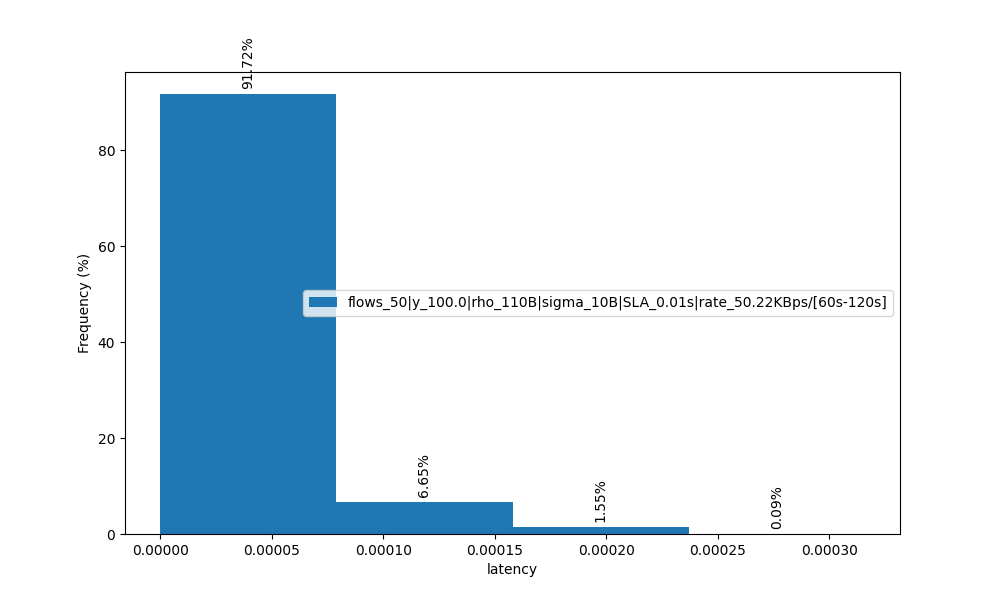 91.72%
80
60
flows_50|y_100.0|rho_110B|sigma_10B|SLA_0.01s|rate_50.22KBps/[60s-120s]
Frequency (%)
40
20
6.65%
1.55%
0.09%
0
0.00000 0.00005 0.00010 0.00015 0.00020 0.00025 0.00030
latency